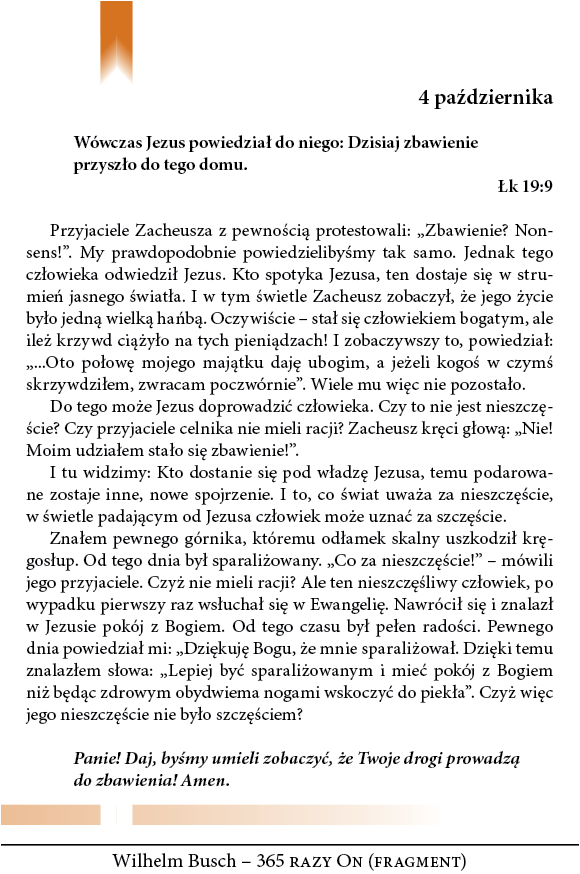 4 października
Wówczas Jezus powiedział do niego: Dzisiaj zbawienie
przyszło do tego domu.
Łk 19:9
Przyjaciele Zacheusza z pewnością protestowali: „Zbawienie? Non-
sens!”. My prawdopodobnie powiedzielibyśmy tak samo. Jednak tego
człowieka odwiedził Jezus. Kto spotyka Jezusa, ten dostaje się w stru-
mień jasnego światła. I w tym świetle Zacheusz zobaczył, że jego życie
było jedną wielką hańbą. Oczywiście – stał się człowiekiem bogatym, ale
ileż krzywd ciążyło na tych pieniądzach! I zobaczywszy to, powiedział:
„...Oto połowę mojego majątku daję ubogim, a jeżeli kogoś w czymś
skrzywdziłem, zwracam poczwórnie”. Wiele mu więc nie pozostało.
Do tego może Jezus doprowadzić człowieka. Czy to nie jest nieszczę-
ście? Czy przyjaciele celnika nie mieli racji? Zacheusz kręci głową: „Nie!
Moim udziałem stało się zbawienie!”.
I tu widzimy: Kto dostanie się pod władzę Jezusa, temu podarowa-
ne zostaje inne, nowe spojrzenie. I to, co świat uważa za nieszczęście,
w świetle padającym od Jezusa człowiek może uznać za szczęście.
Znałem pewnego górnika, któremu odłamek skalny uszkodził krę-
gosłup. Od tego dnia był sparaliżowany. „Co za nieszczęście!” – mówili
jego przyjaciele. Czyż nie mieli racji? Ale ten nieszczęśliwy człowiek, po
wypadku pierwszy raz wsłuchał się w Ewangelię. Nawrócił się i znalazł
w Jezusie pokój z Bogiem. Od tego czasu był pełen radości. Pewnego
dnia powiedział mi: „Dziękuję Bogu, że mnie sparaliżował. Dzięki temu
znalazłem słowa: „Lepiej być sparaliżowanym i mieć pokój z Bogiem
niż będąc zdrowym obydwiema nogami wskoczyć do piekła”. Czyż więc
jego nieszczęście nie było szczęściem?
Panie! Daj, byśmy umieli zobaczyć, że Twoje drogi prowadzą
do zbawienia! Amen.
Wilhelm Busch – 365 RAZY ON (FRAGMENT)